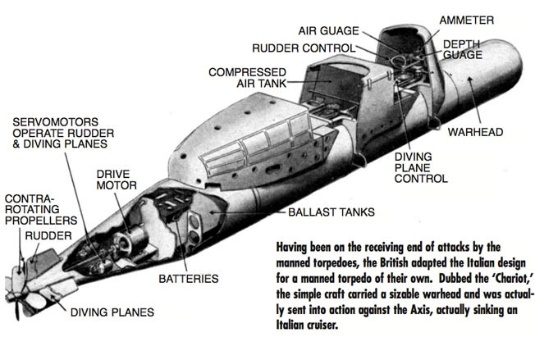 AMMETER
AIR GUAGE
RUDDER CONTROL
DEPTH
GUAGE
COMPRESSED
AIR TANK
WARHEAD
SERVOMOTORS
OPERATE RUDDER
& DIVING PLANES
DIVING
PLANE
CONTROL
DRIVE
MOTOR
CONTRA-
ROTATING
PROPELLERS
RUDDER
BALLAST TANKS
BATTERIES
DIVING PLANES
Having been on the receiving end of attacks by the
manned torpedoes, the British adapted the Italian design
for a manned torpedo of their own. Dubbed the 'Chariot,'
the simple craft carried a sizable warhead and was actual-
ly sent into action against the Axis, actually sinking an
Italian cruiser.